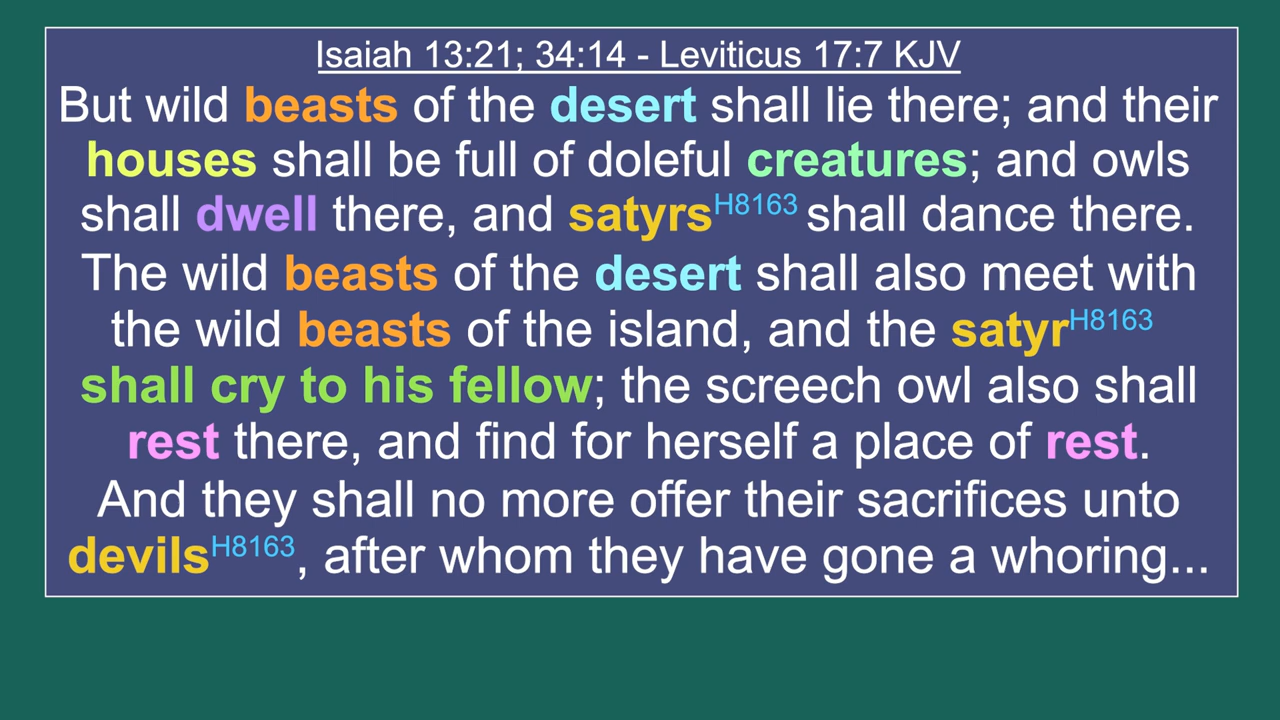 Isaiah 13:21; 34:14 - Leviticus 17:7 KJV
But wild beasts of the desert shall lie there; and their
houses shall be full of doleful creatures; and owls
shall dwell there, and satyrsH8163 shall dance there.
The wild beasts of the desert shall also meet with
the wild beasts of the island, and the satyrH8163
shall cry to his fellow; the screech owl also shall
rest there, and find for herself a place of rest.
And they shall no more offer their sacrifices unto
devilsH8163, after whom they have gone a whoring...